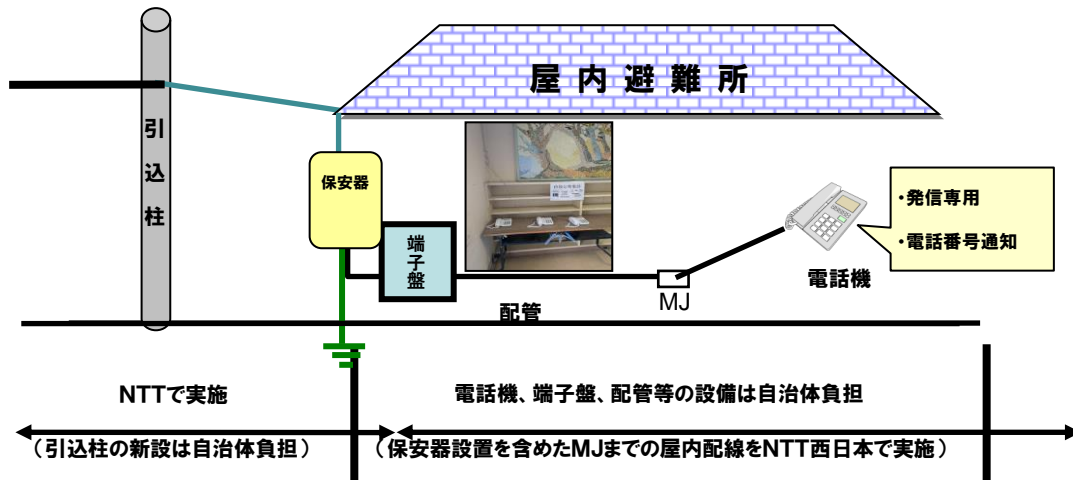 屋内避難所
引込柱
保安器
端子盤
・発信専用
・電話番号通知
電話機
MJ
配管
NTTで実施
電話機、端子盤、配管等の設備は自治体負担
（引込柱の新設は自治体負担）
（保安器設置を含めたMJまでの屋内配線をNTT西日本で実施）